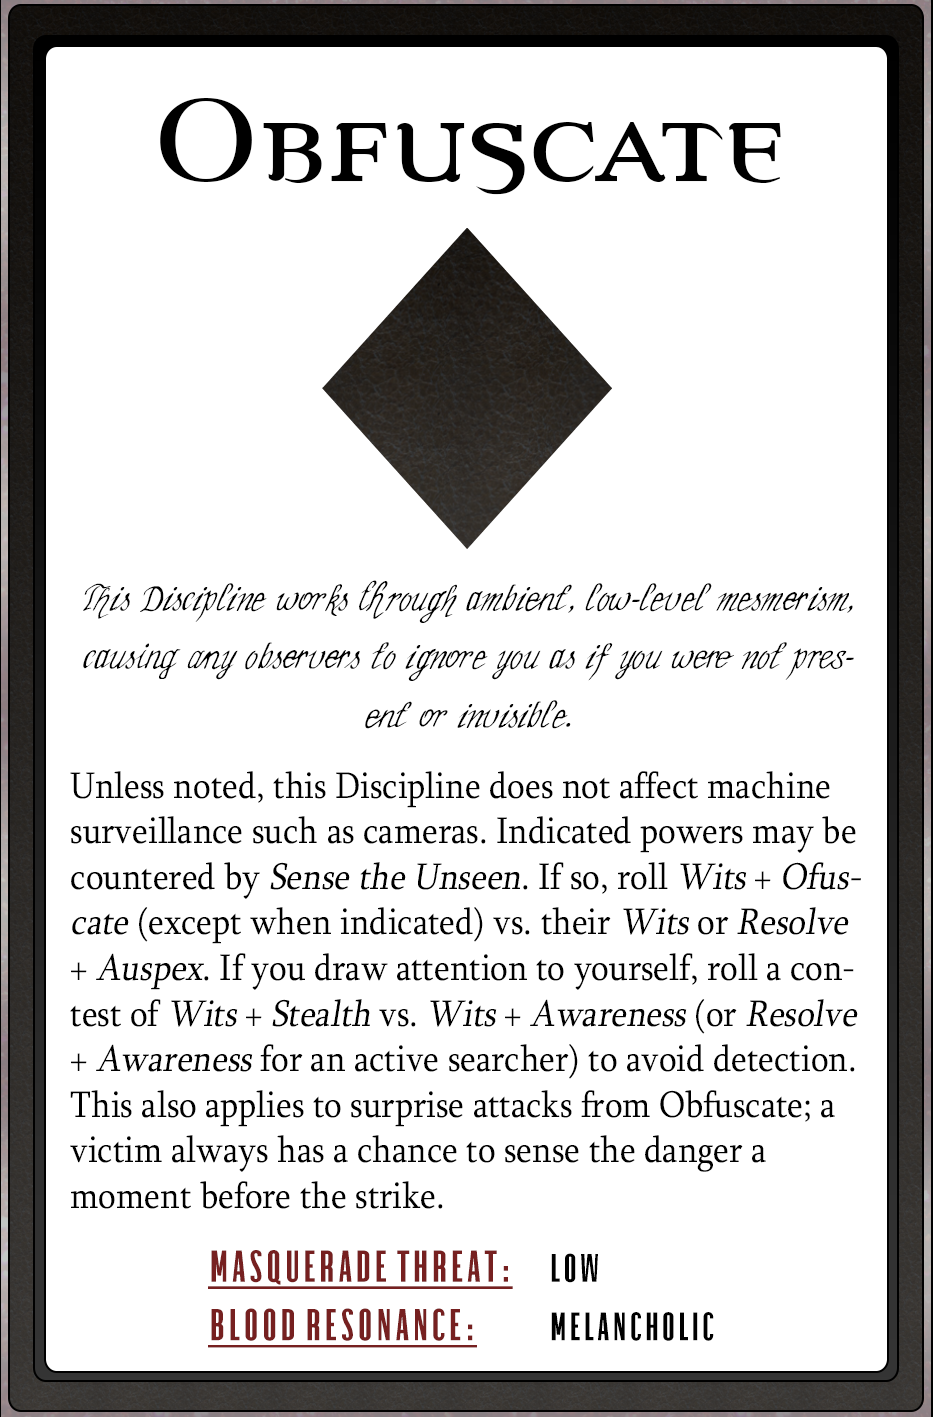 Obfuscate
This Discipline works through ambient, low-level mesmerism,
causing any observers to ignore you as if you were not pres-
ent or invisible.
Unless noted, this Discipline does not affect machine
surveillance such as cameras. Indicated powers may be
countered by Sense the Unseen. If so, roll Wits + Ofus-
cate (except when indicated) vs. their Wits or Resolve
+ Auspex. If you draw attention to yourself, roll a con-
test of Wits + Stealth vs. Wits + Awareness (or Resolve
+ Awareness for an active searcher) to avoid detection.
This also applies to surprise attacks from Obfuscate; a
victim always has a chance to sense the danger a
moment before the strike.
MASQUERADE THREAT: LOW
BLOOD RESONANCE: MELANCHOLIC